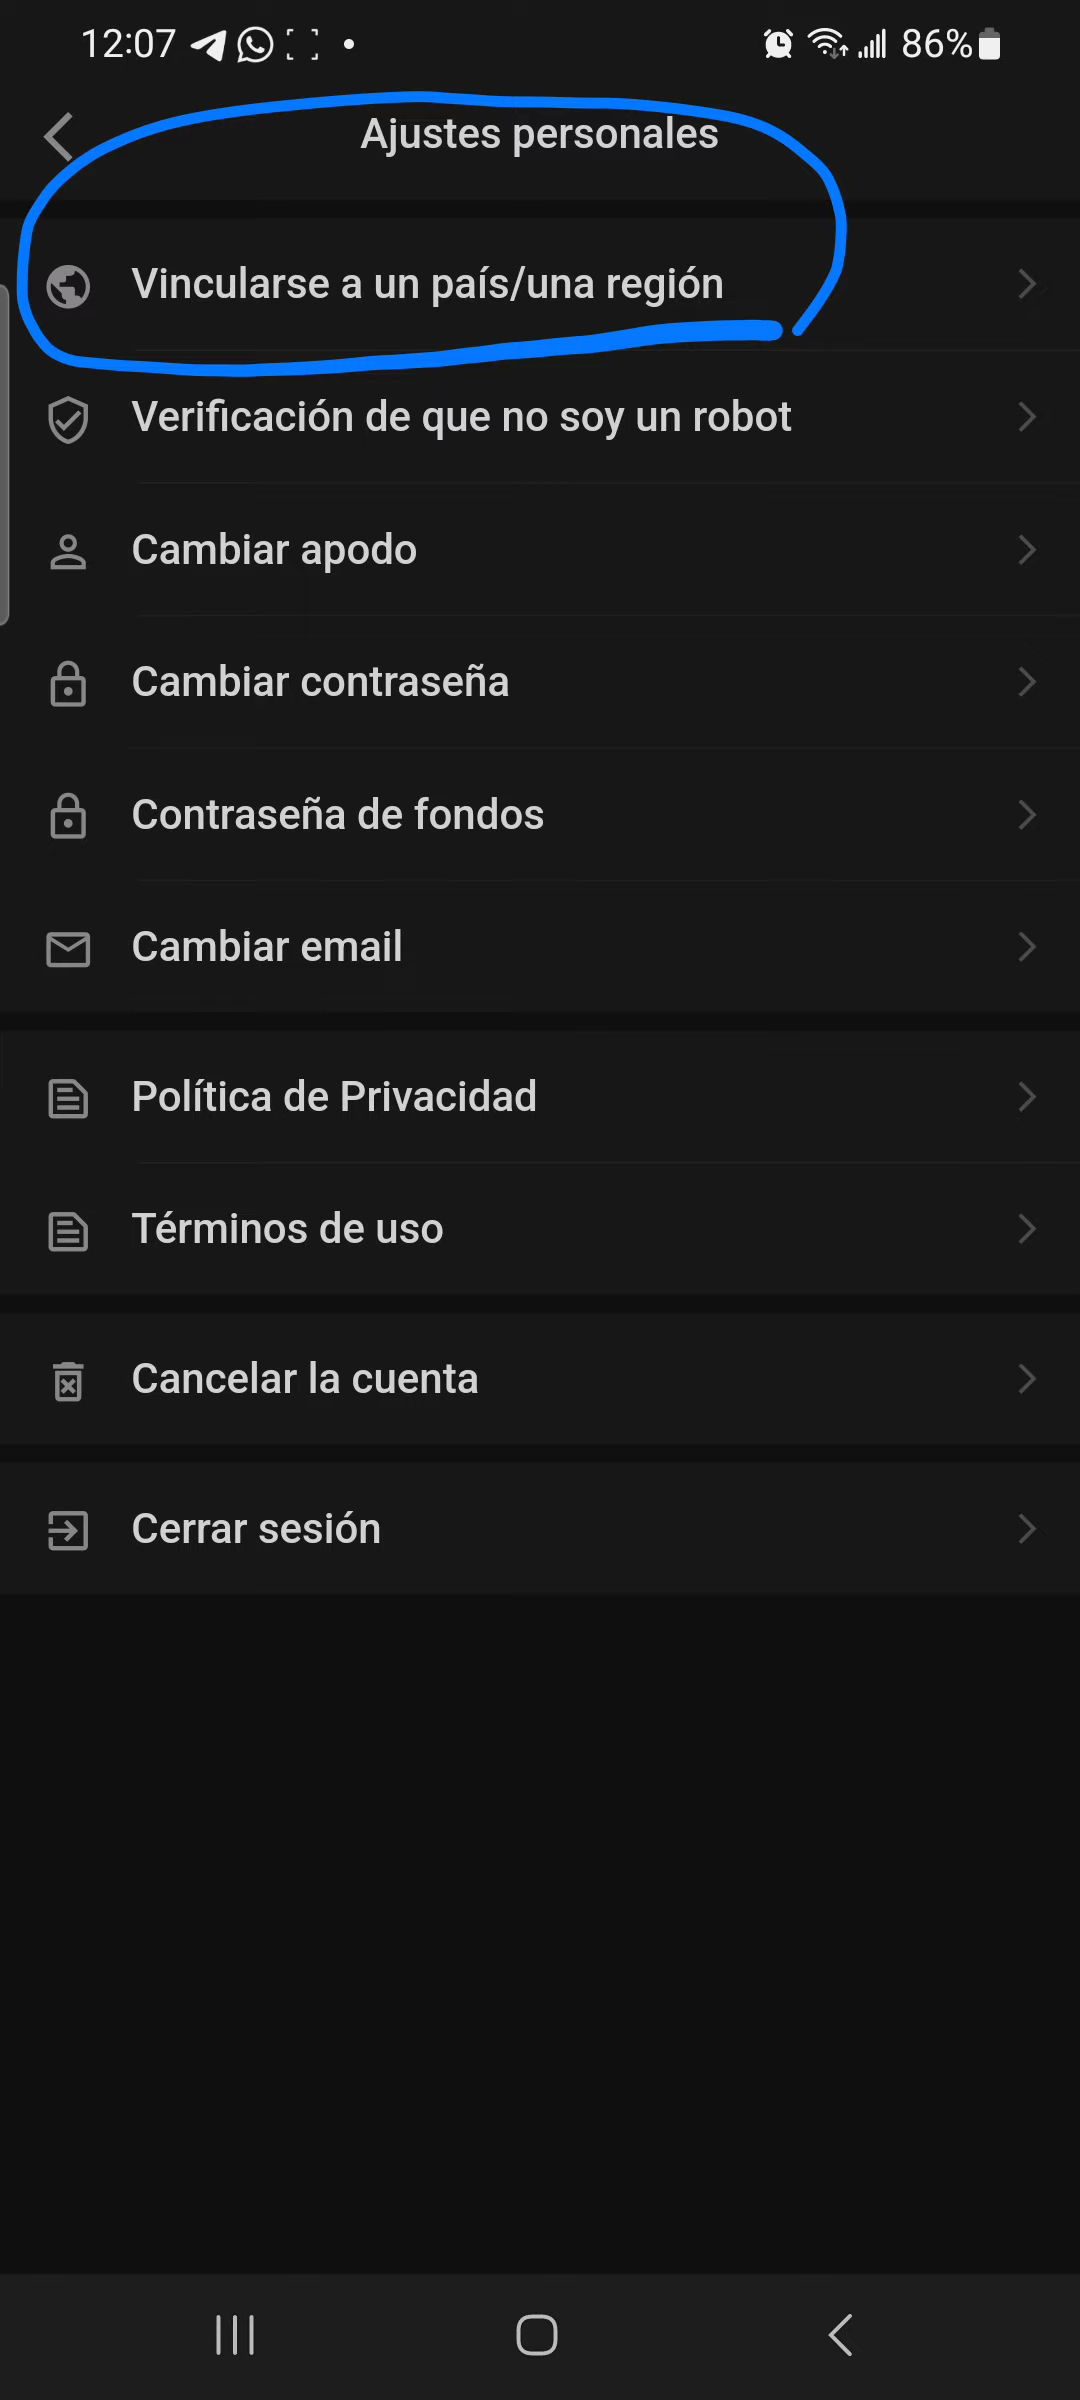 12:07
86%
Ajustes personales
Vincularse a un país/una región
Verificación de que no soy un robot
Cambiar apodo
Cambiar contraseña
Contraseña de fondos
Cambiar email
Política de Privacidad
Términos de uso
Cancelar la cuenta
Cerrar sesión